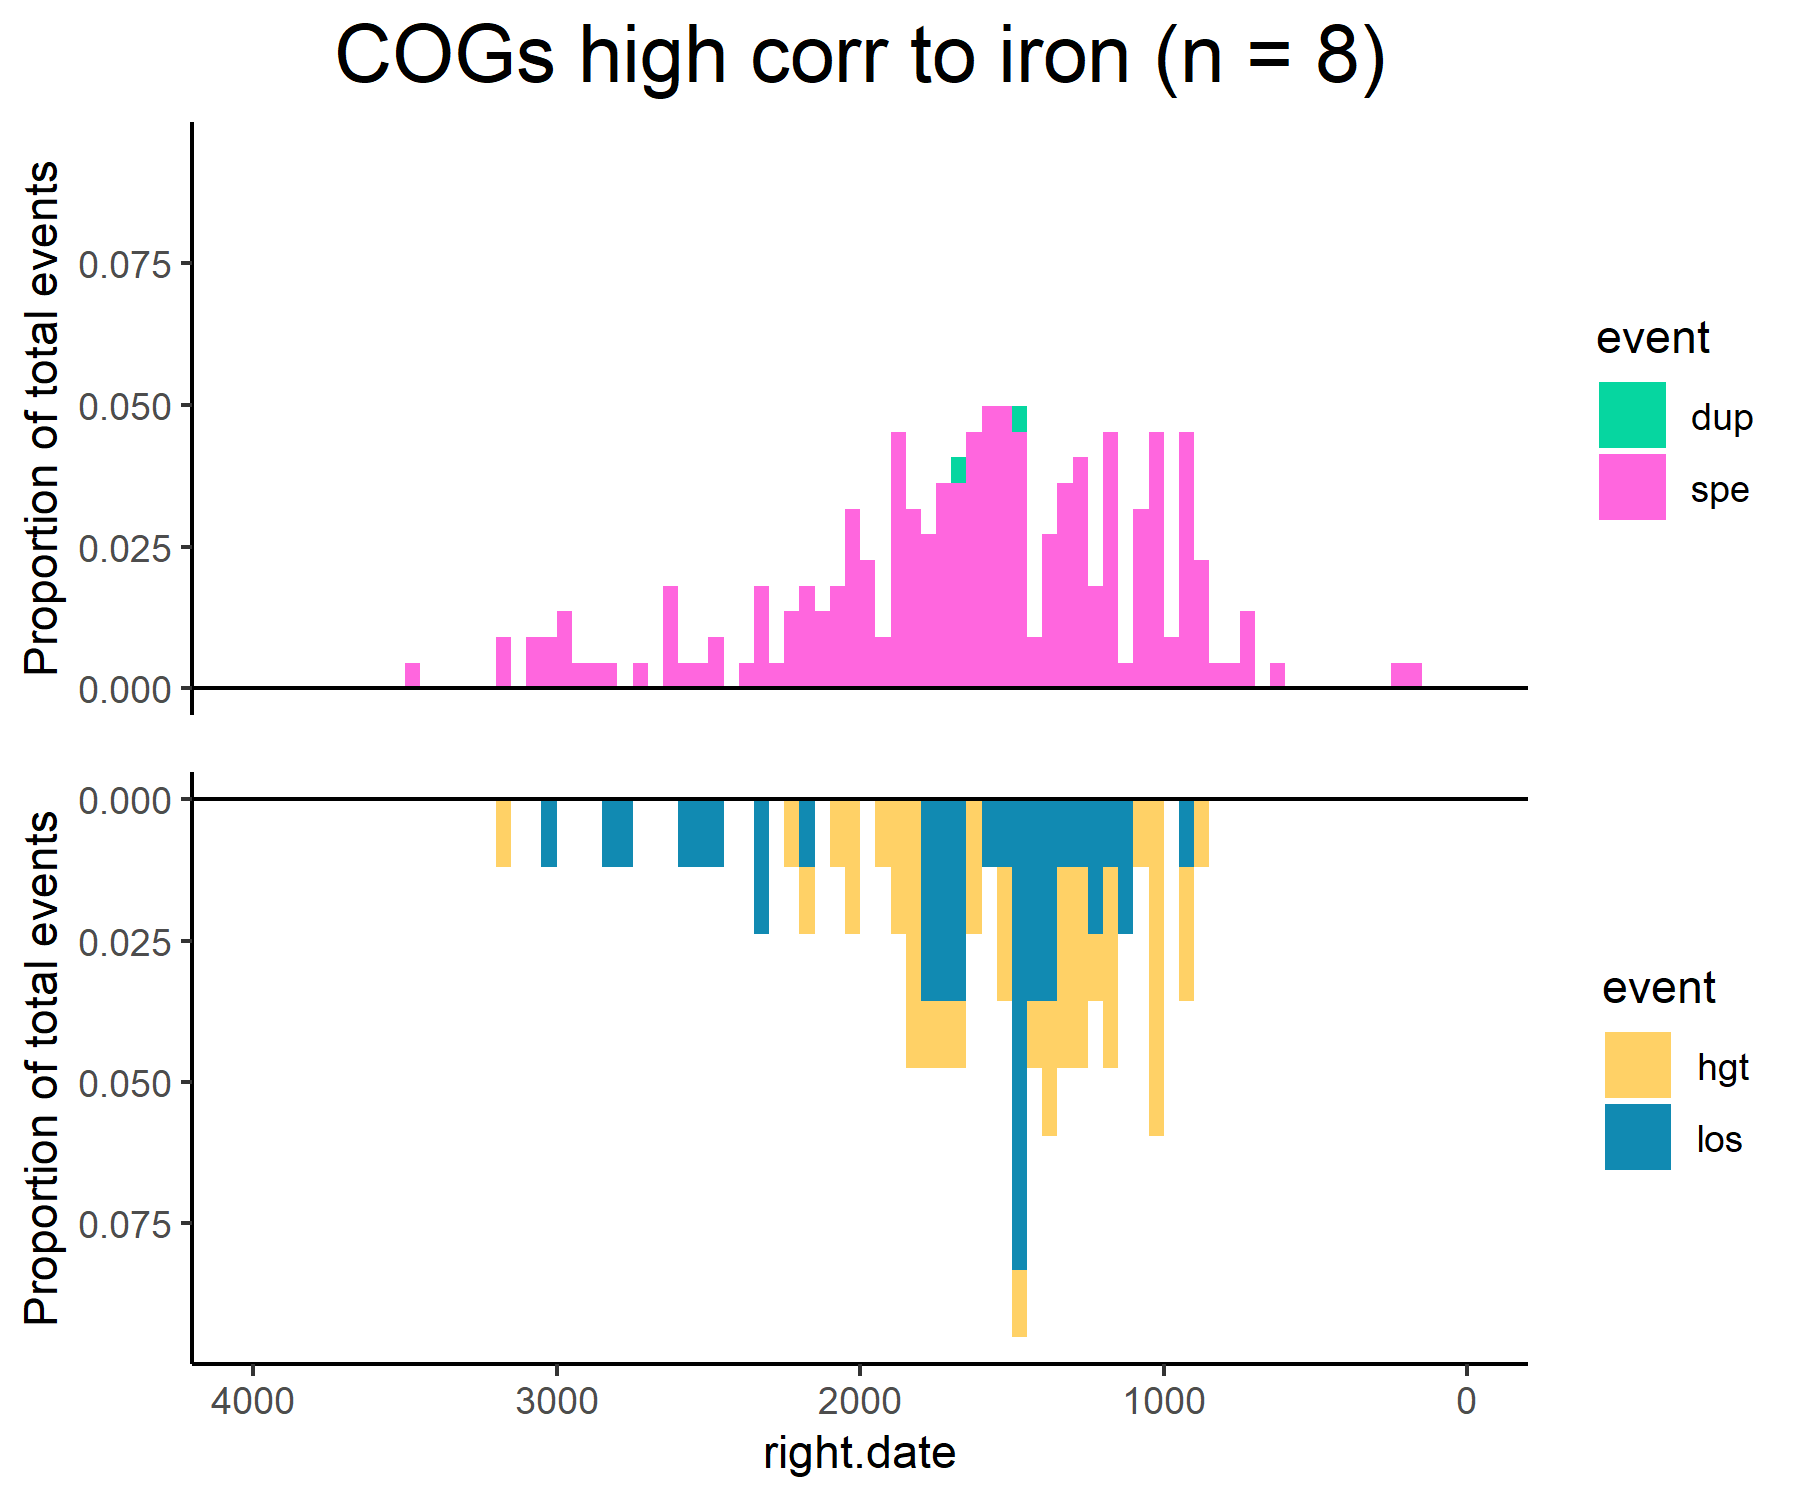 COGs high corr to iron (n = 8)
Proportion of total events
0.075
0.050
0.025
0.000
event
dup
spe
Proportion of total events
0.000
0.025
0.050
0.075
event
hgt
los
4000 3000 2000 1000 0
right.date